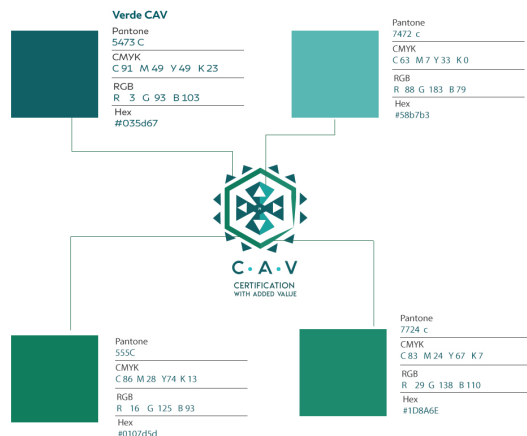 Verde CAV
Pantone
5473 C
CMYK
C 91 M 49 Y 49 K 23
RGB
R 3 G 93 B 103
Hex
#035d67
Pantone
7472 c
CMYK
C 63 M 7 Y 33 K 0
RGB
R 88 G 183 B 79
Hex
#58b7b3
C • A • V
CERTIFICATION
WITH ADDED VALUE
Pantone
555C
CMYK
C 86 M 28 Y74 K 13
RGB
R 16 G 125 B 93
Hex
#0107d5d
Pantone
7724 c
CMYK
C 83 M 24 Y 67 K 7
RGB
R 29 G 138 B 110
Hex
#1D8A6E